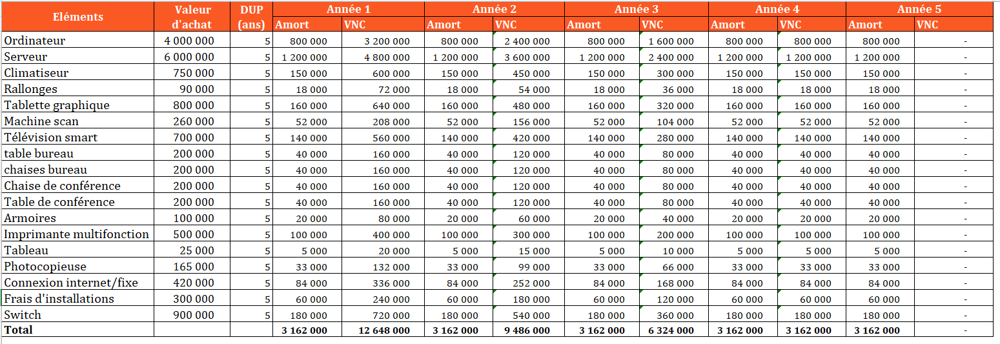 Eléments Valeur d'achat DUP (ans) Année 1 Année 2 Année 3 Année 4 Année 5
Amort VNC Amort VNC Amort VNC Amort VNC Amort VNC
Ordinateur 4 000 000 5 800 000 3 200 000 800 000 2 400 000 800 000 1 600 000 800 000 800 000 800 000 -
Serveur 6 000 000 5 1 200 000 4 800 000 1 200 000 3 600 000 1 200 000 2 400 000 1 200 000 1 200 000 1 200 000 -
Climatiseur 750 000 5 150 000 600 000 150 000 450 000 150 000 300 000 150 000 150 000 150 000 -
Rallonges 90 000 5 18 000 72 000 18 000 54 000 18 000 36 000 18 000 18 000 18 000 -
Tablette graphique 800 000 5 160 000 640 000 160 000 480 000 160 000 320 000 160 000 160 000 160 000 -
Machine scan 260 000 5 52 000 208 000 52 000 156 000 52 000 104 000 52 000 52 000 52 000 -
Télévision smart 700 000 5 140 000 560 000 140 000 420 000 140 000 280 000 140 000 140 000 140 000 -
table bureau 200 000 5 40 000 160 000 40 000 120 000 40 000 80 000 40 000 40 000 40 000 -
chaises bureau 200 000 5 40 000 160 000 40 000 120 000 40 000 80 000 40 000 40 000 40 000 -
Chaise de conférence 200 000 5 40 000 160 000 40 000 120 000 40 000 80 000 40 000 40 000 40 000 -
Table de conférence 200 000 5 40 000 160 000 40 000 120 000 40 000 80 000 40 000 40 000 40 000 -
Armoires 100 000 5 20 000 80 000 20 000 60 000 20 000 40 000 20 000 20 000 20 000 -
Imprimante multifonction 500 000 5 100 000 400 000 100 000 300 000 100 000 200 000 100 000 100 000 100 000 -
Tableau 25 000 5 5 000 20 000 5 000 15 000 5 000 10 000 5 000 5 000 5 000 -
Photocopieuse 165 000 5 33 000 132 000 33 000 99 000 33 000 66 000 33 000 33 000 33 000 -
Connexion internet/fixe 420 000 5 84 000 336 000 84 000 252 000 84 000 168 000 84 000 84 000 84 000 -
Frais d'installations 300 000 5 60 000 240 000 60 000 180 000 60 000 120 000 60 000 60 000 60 000 -
Switch 900 000 5 180 000 720 000 180 000 540 000 180 000 360 000 180 000 180 000 180 000 -
Total 3 162 000 12 648 000 3 162 000 9 486 000 3 162 000 6 324 000 3 162 000 3 162 000 3 162 000 -